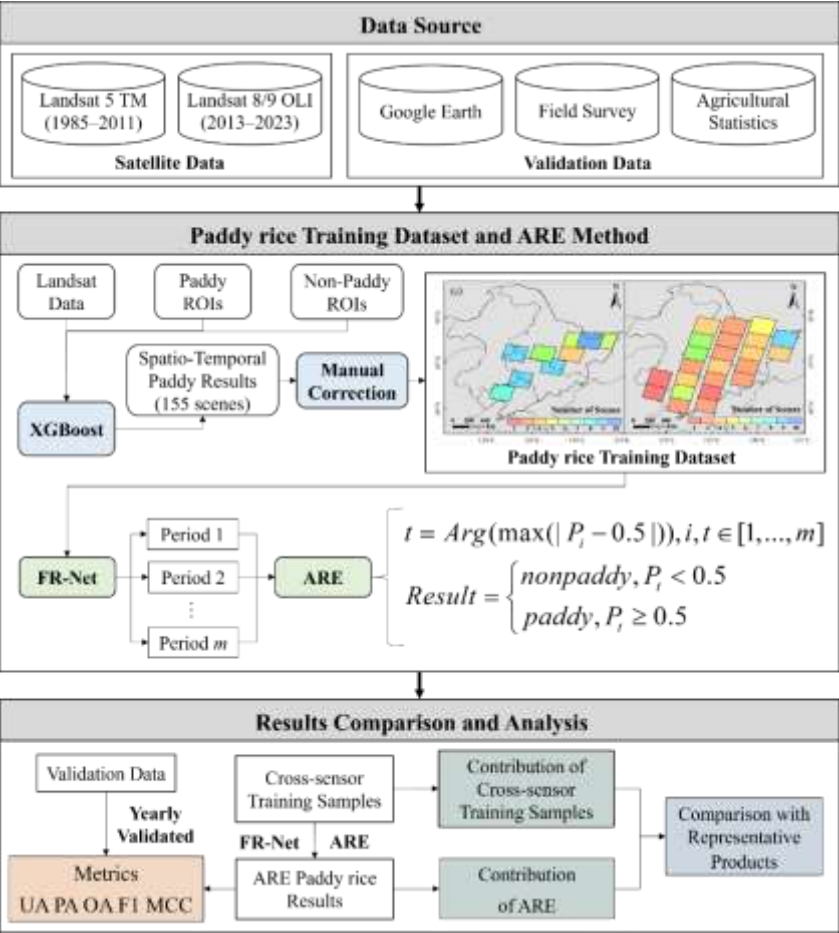 Data Source
Landsat 5 TM
(1985–2011)
Landsat 8/9 OLI
(2013–2023)
Satellite Data
Google Earth
Field Survey
Agricultural
Statistics
Validation Data
Paddy rice Training Dataset and ARE Method
Landsat
Data
Paddy
ROIs
Non-Paddy
ROIs
Spatio-Temporal
Paddy Results
(155 scenes)
Manual
Correction
XGBoost
N
N
Number of Scenes
Number of Scenes
Paddy rice Training Dataset
FR-Net
Period 1
Period 2
⋮
Period m
ARE
t = Arg(max(| P_i − 0.5 |)), i, t ∈ [1,..., m]
Result = { nonpaddy, P_t < 0.5
paddy, P_t ≥ 0.5
Results Comparison and Analysis
Validation Data
Yearly
Validated
Metrics
UA PA OA F1 MCC
Cross-sensor
Training Samples
FR-Net ARE
ARE Paddy rice
Results
Contribution of
Cross-sensor
Training Samples
Contribution
of ARE
Comparison with
Representative
Products